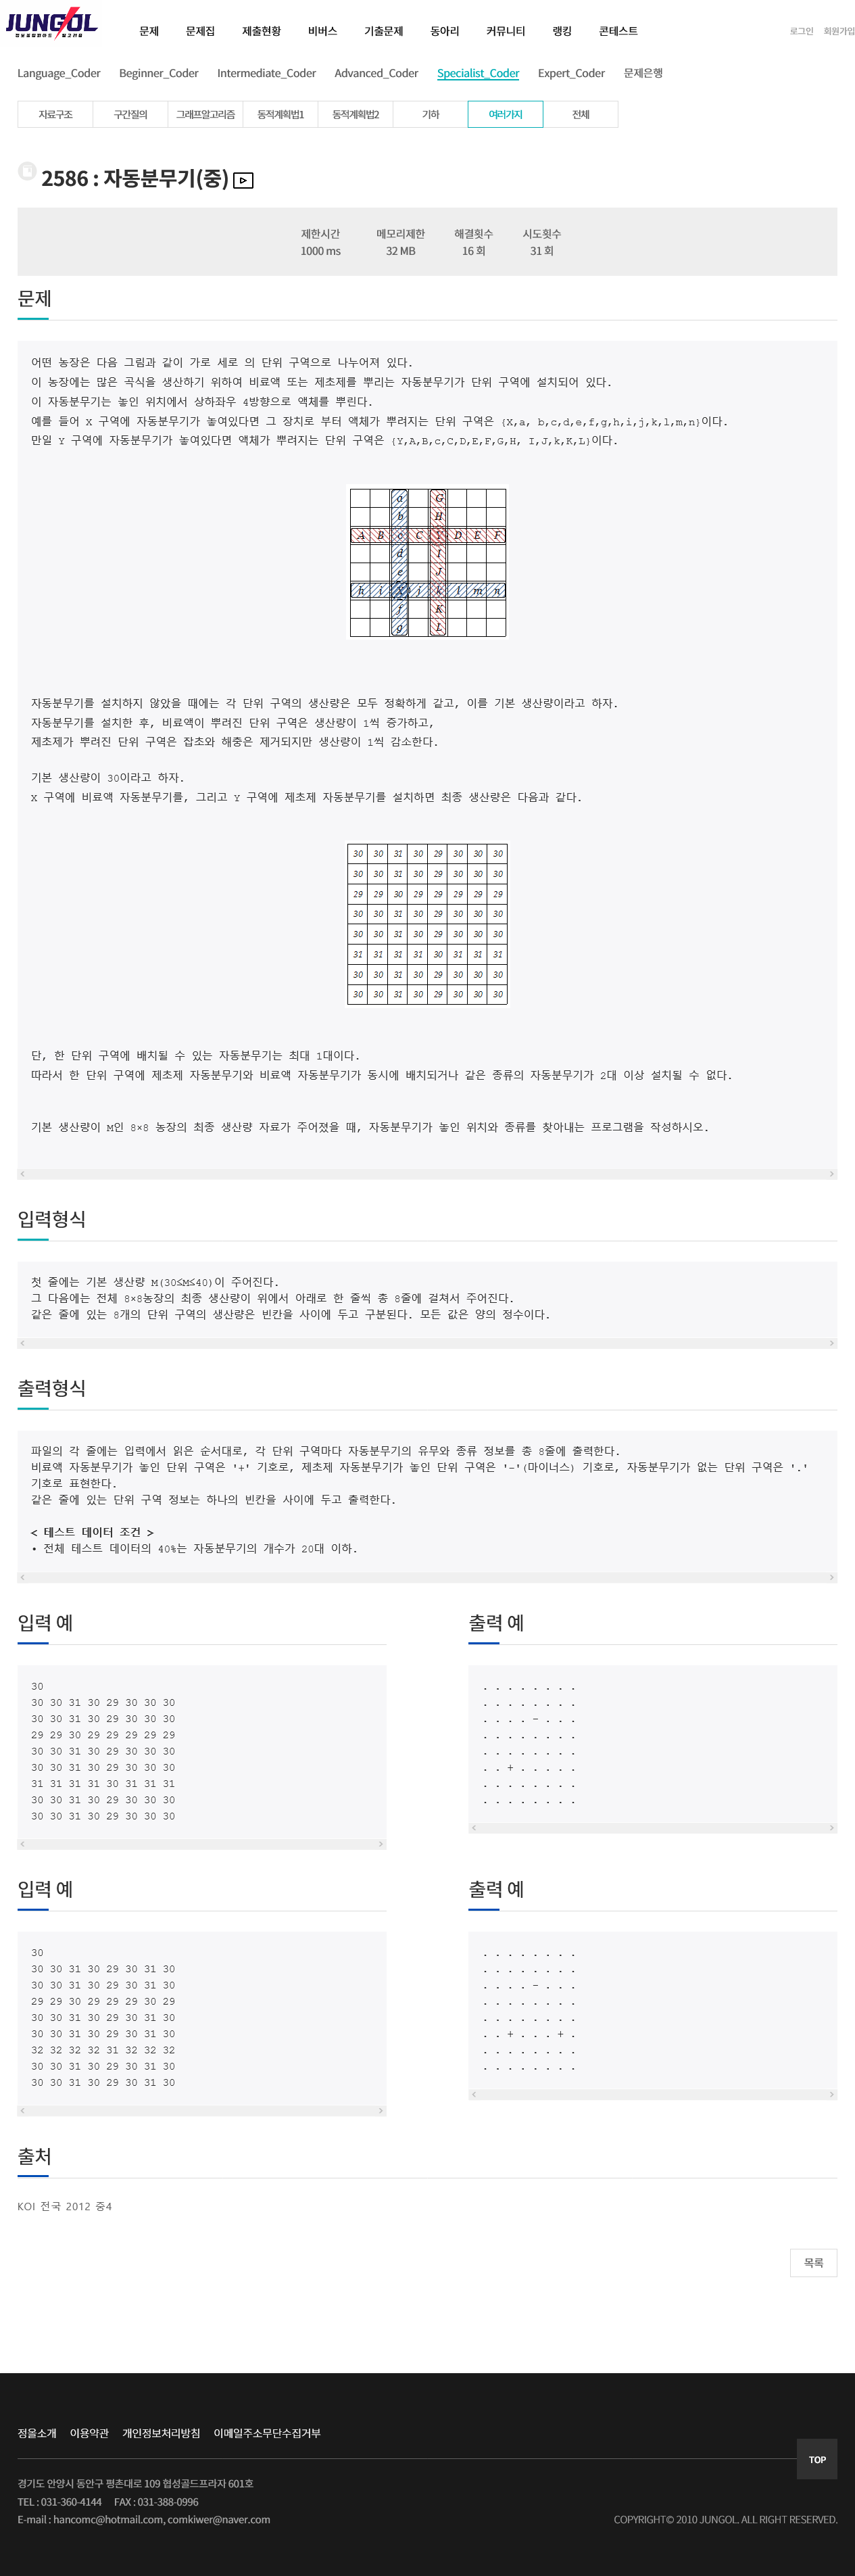 JUNGOL
정보올림피아드 & 알고리즘
문제 문제집 제출현황 비버스 기출문제 동아리 커뮤니티 랭킹 콘테스트
로그인 회원가입
Language_Coder Beginner_Coder Intermediate_Coder Advanced_Coder Specialist_Coder Expert_Coder 문제은행
자료구조 구간질의 그래프알고리즘 동적계획법1 동적계획법2 기하 여러가지 전체
2586 : 자동분무기(중)
제한시간 메모리제한 해결횟수 시도횟수
1000 ms 32 MB 16 회 31 회
문제
어떤 농장은 다음 그림과 같이 가로 세로 의 단위 구역으로 나누어져 있다.
이 농장에는 많은 곡식을 생산하기 위하여 비료액 또는 제초제를 뿌리는 자동분무기가 단위 구역에 설치되어 있다.
이 자동분무기는 놓인 위치에서 상하좌우 4방향으로 액체를 뿌린다.
예를 들어 X 구역에 자동분무기가 놓여있다면 그 장치로 부터 액체가 뿌려지는 단위 구역은 {X,a, b,c,d,e,f,g,h,i,j,k,l,m,n}이다.
만일 Y 구역에 자동분무기가 놓여있다면 액체가 뿌려지는 단위 구역은 {Y,A,B,c,C,D,E,F,G,H, I,J,k,K,L}이다.
a G
b H
A B c C Y D E F
d I
e J
h i X j k l m n
f K
g L
자동분무기를 설치하지 않았을 때에는 각 단위 구역의 생산량은 모두 정확하게 같고, 이를 기본 생산량이라고 하자.
자동분무기를 설치한 후, 비료액이 뿌려진 단위 구역은 생산량이 1씩 증가하고,
제초제가 뿌려진 단위 구역은 잡초와 해충은 제거되지만 생산량이 1씩 감소한다.
기본 생산량이 30이라고 하자.
X 구역에 비료액 자동분무기를, 그리고 Y 구역에 제초제 자동분무기를 설치하면 최종 생산량은 다음과 같다.
30 30 31 30 29 30 30 30
30 30 31 30 29 30 30 30
29 29 30 29 29 29 29 29
30 30 31 30 29 30 30 30
30 30 31 30 29 30 30 30
31 31 31 31 30 31 31 31
30 30 31 30 29 30 30 30
30 30 31 30 29 30 30 30
단, 한 단위 구역에 배치될 수 있는 자동분무기는 최대 1대이다.
따라서 한 단위 구역에 제초제 자동분무기와 비료액 자동분무기가 동시에 배치되거나 같은 종류의 자동분무기가 2대 이상 설치될 수 없다.
기본 생산량이 M인 8×8 농장의 최종 생산량 자료가 주어졌을 때, 자동분무기가 놓인 위치와 종류를 찾아내는 프로그램을 작성하시오.
입력형식
첫 줄에는 기본 생산량 M(30≤M≤40)이 주어진다.
그 다음에는 전체 8×8농장의 최종 생산량이 위에서 아래로 한 줄씩 총 8줄에 걸쳐서 주어진다.
같은 줄에 있는 8개의 단위 구역의 생산량은 빈칸을 사이에 두고 구분된다. 모든 값은 양의 정수이다.
출력형식
파일의 각 줄에는 입력에서 읽은 순서대로, 각 단위 구역마다 자동분무기의 유무와 종류 정보를 총 8줄에 출력한다.
비료액 자동분무기가 놓인 단위 구역은 '+' 기호로, 제초제 자동분무기가 놓인 단위 구역은 '-'(마이너스) 기호로, 자동분무기가 없는 단위 구역은 '.'
기호로 표현한다.
같은 줄에 있는 단위 구역 정보는 하나의 빈칸을 사이에 두고 출력한다.
< 테스트 데이터 조건 >
• 전체 테스트 데이터의 40%는 자동분무기의 개수가 20대 이하.
입력 예
30
30 30 31 30 29 30 30 30
30 30 31 30 29 30 30 30
29 29 30 29 29 29 29 29
30 30 31 30 29 30 30 30
30 30 31 30 29 30 30 30
31 31 31 31 30 31 31 31
30 30 31 30 29 30 30 30
30 30 31 30 29 30 30 30
출력 예
. . . . . . . .
. . . . . . . .
. . . . - . . .
. . . . . . . .
. . . . . . . .
. . + . . . . .
. . . . . . . .
. . . . . . . .
입력 예
30
30 30 31 30 29 30 31 30
30 30 31 30 29 30 31 30
29 29 30 29 29 29 30 29
30 30 31 30 29 30 31 30
30 30 31 30 29 30 31 30
32 32 32 32 31 32 32 32
30 30 31 30 29 30 31 30
30 30 31 30 29 30 31 30
출력 예
. . . . . . . .
. . . . . . . .
. . . . - . . .
. . . . . . . .
. . . . . . . .
. . + . . . + .
. . . . . . . .
. . . . . . . .
출처
KOI 전국 2012 중4
목록
정올소개 이용약관 개인정보처리방침 이메일주소무단수집거부
TOP
경기도 안양시 동안구 평촌대로 109 협성골드프라자 601호
TEL : 031-360-4144 FAX : 031-388-0996
E-mail : hancomc@hotmail.com, comkiwer@naver.com
COPYRIGHT© 2010 JUNGOL. ALL RIGHT RESERVED.